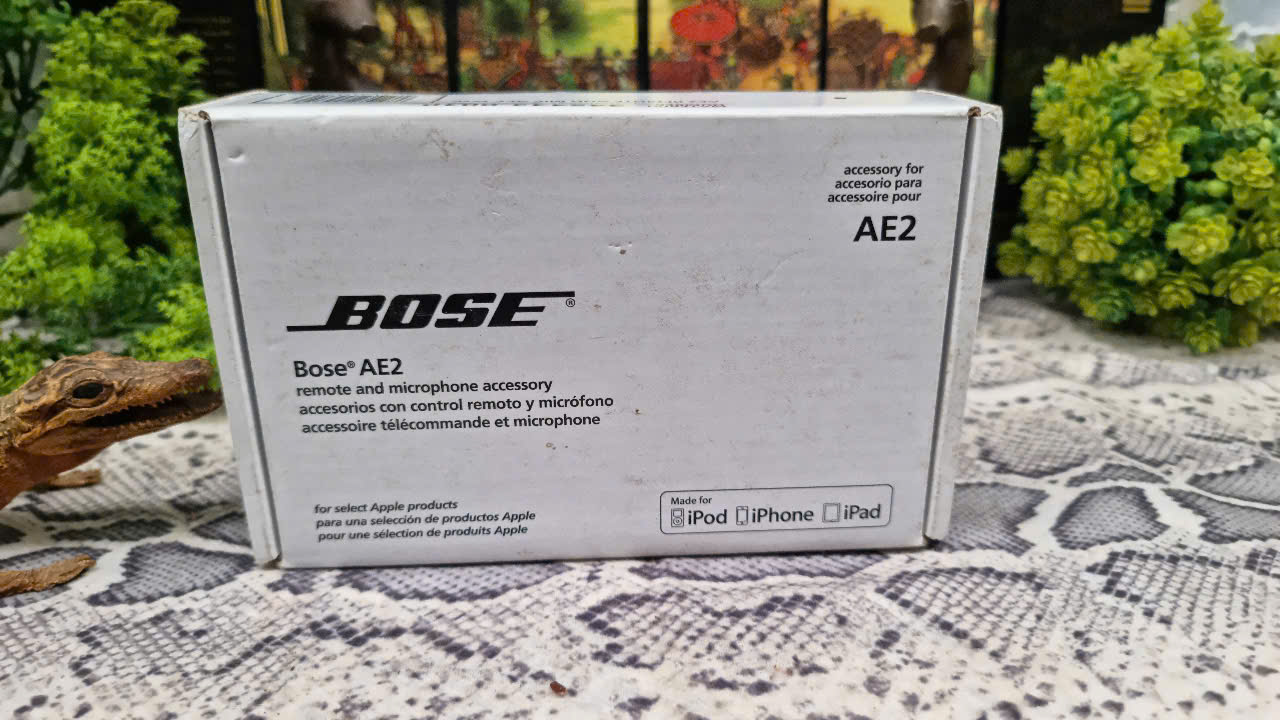 accessory for
accesorio para
accessoire pour
AE2
BOSE®
Bose® AE2
remote and microphone accessory
accesorios con control remoto y micrófono
accessoire télécommande et microphone
for select Apple products
para una selección de productos Apple
pour une sélection de produits Apple
Made for
iPod iPhone iPad